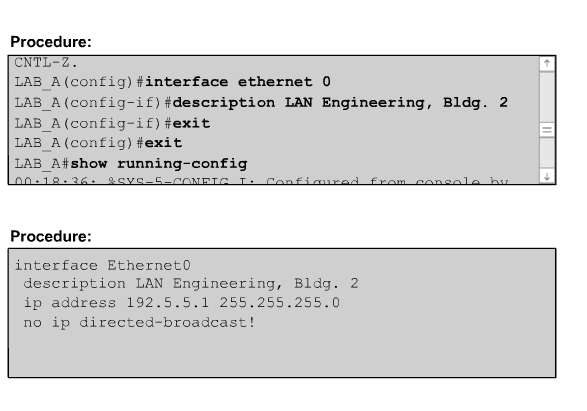 Procedure:
CNTL-Z.
LAB_A(config)#interface ethernet 0
LAB_A(config-if)#description LAN Engineering, Bldg. 2
LAB_A(config-if)#exit
LAB_A(config)#exit
LAB_A#show running-config
00:18:36: %SYS-5-CONFIG_I: Configured from console by
Procedure:
interface Ethernet0
description LAN Engineering, Bldg. 2
ip address 192.5.5.1 255.255.255.0
no ip directed-broadcast!